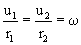 u₁/r₁ = u₂/r₂ = ω